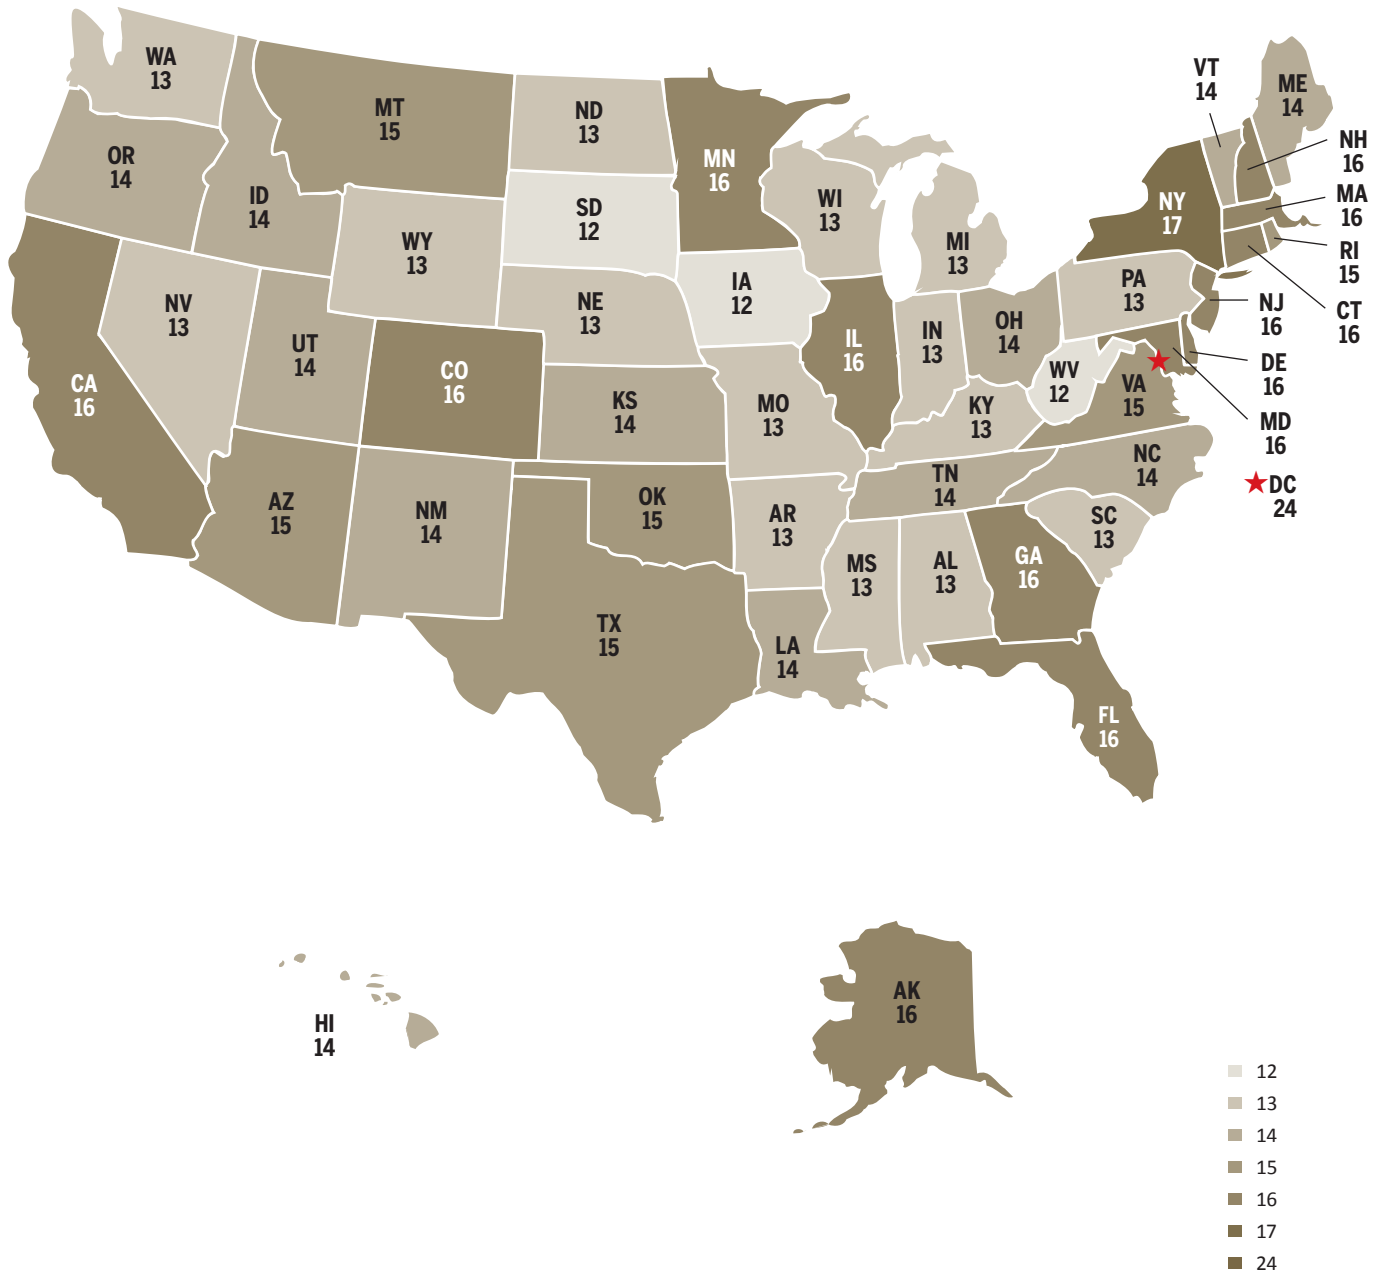 WA
13
OR
14
CA
16
NV
13
ID
14
MT
15
WY
13
UT
14
CO
16
AZ
15
NM
14
ND
13
SD
12
NE
13
KS
14
OK
15
TX
15
MN
16
IA
12
MO
13
AR
13
LA
14
WI
13
IL
16
MS
13
MI
13
IN
13
OH
14
KY
13
TN
14
AL
13
GA
16
FL
16
SC
13
NC
14
VA
15
WV
12
PA
13
NY
17
VT
14
ME
14
NH
16
MA
16
RI
15
CT
16
NJ
16
DE
16
MD
16
DC
24
HI
14
AK
16
12
13
14
15
16
17
24